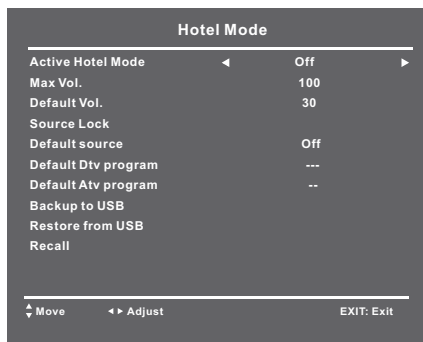 Hotel Mode
Active Hotel Mode ◀ Off ▶
Max Vol. 100
Default Vol. 30
Source Lock
Default source Off
Default Dtv program ---
Default Atv program --
Backup to USB
Restore from USB
Recall
▲▼ Move ◀ ▶ Adjust EXIT: Exit